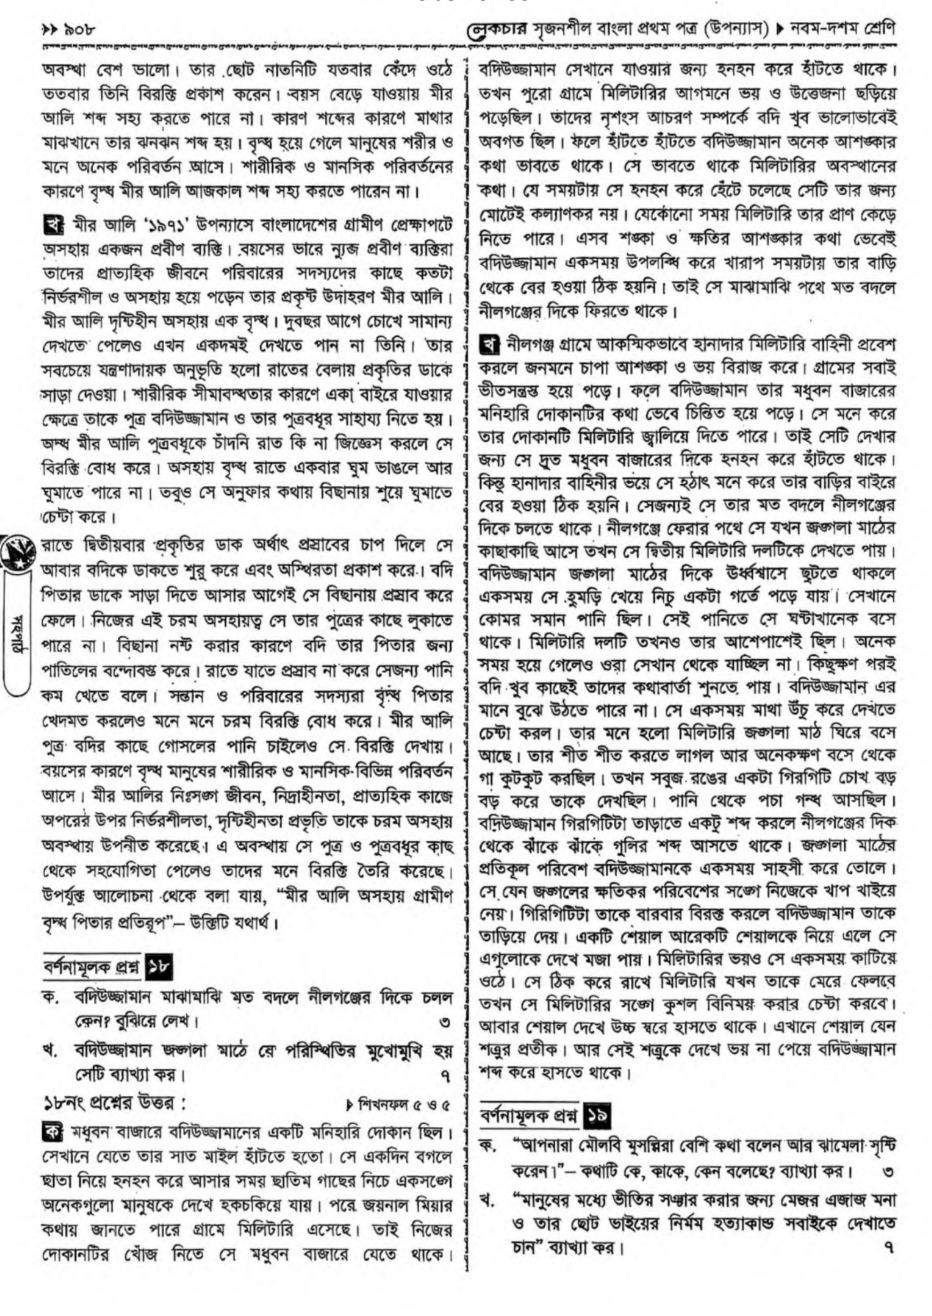 ›› ৯০৮
লেকচার সৃজনশীল বাংলা প্রথম পত্র (উপন্যাস) ▶ নবম-দশম শ্রেণি
অবস্থা বেশ ভালো। তার ছোট নাতনিটি যতবার কেঁদে ওঠে
ততবার তিনি বিরক্তি প্রকাশ করেন। বয়স বেড়ে যাওয়ায় মীর
আলি শব্দ সহ্য করতে পারে না। কারণ শব্দের কারণে মাথার
মাঝখানে তার ঝনঝন শব্দ হয়। বৃদ্ধ হয়ে গেলে মানুষের শরীর ও
মনে অনেক পরিবর্তন আসে। শারীরিক ও মানসিক পরিবর্তনের
কারণে বৃদ্ধ মীর আলি আজকাল শব্দ সহ্য করতে পারেন না।
খ মীর আলি ‘১৯৭১’ উপন্যাসে বাংলাদেশের গ্রামীণ প্রেক্ষাপটে
অসহায় একজন প্রবীণ ব্যক্তি। বয়সের ভারে ন্যুজ প্রবীণ ব্যক্তিরা
তাদের প্রাত্যহিক জীবনে পরিবারের সদস্যদের কাছে কতটা
নির্ভরশীল ও অসহায় হয়ে পড়েন তার প্রকৃষ্ট উদাহরণ মীর আলি।
মীর আলি দৃষ্টিহীন অসহায় এক বৃদ্ধ। দুবছর আগে চোখে সামান্য
দেখতে পেলেও এখন একদমই দেখতে পান না তিনি। তার
সবচেয়ে যন্ত্রণাদায়ক অনুভূতি হলো রাতের বেলায় প্রকৃতির ডাকে
সাড়া দেওয়া। শারীরিক সীমাবদ্ধতার কারণে একা বাইরে যাওয়ার
ক্ষেত্রে তাকে পুত্র বদিউজ্জামান ও তার পুত্রবধূর সাহায্য নিতে হয়।
অন্ধ মীর আলি পুত্রবধূকে চাঁদনি রাত কি না জিজ্ঞেস করলে সে
বিরক্তি বোধ করে। অসহায় বৃদ্ধ রাতে একবার ঘুম ভাঙলে আর
ঘুমাতে পারে না। তবুও সে অনুফার কথায় বিছানায় শুয়ে ঘুমাতে
চেষ্টা করে।
রাতে দ্বিতীয়বার প্রকৃতির ডাক অর্থাৎ প্রস্রাবের চাপ দিলে সে
আবার বদিকে ডাকতে শুরু করে এবং অস্থিরতা প্রকাশ করে। বদি
পিতার ডাকে সাড়া দিতে আসার আগেই সে বিছানায় প্রস্রাব করে
ফেলে। নিজের এই চরম অসহায়ত্ব সে তার পুত্রের কাছে লুকাতে
পারে না। বিছানা নষ্ট করার কারণে বদি তার পিতার জন্য
পাতিলের বন্দোবস্ত করে। রাতে যাতে প্রস্রাব না করে সেজন্য পানি
কম খেতে বলে। সন্তান ও পরিবারের সদস্যরা বৃদ্ধ পিতার
খেদমত করলেও মনে মনে চরম বিরক্তি বোধ করে। মীর আলি
পুত্র বদির কাছে গোসলের পানি চাইলেও সে বিরক্তি দেখায়।
বয়সের কারণে বৃদ্ধ মানুষের শারীরিক ও মানসিক বিভিন্ন পরিবর্তন
আসে। মীর আলির নিঃসঙ্গ জীবন, নিদ্রাহীনতা, প্রাত্যহিক কাজে
অপরের উপর নির্ভরশীলতা, দৃষ্টিহীনতা প্রভৃতি তাকে চরম অসহায়
অবস্থায় উপনীত করেছে। এ অবস্থায় সে পুত্র ও পুত্রবধূর কাছ
থেকে সহযোগিতা পেলেও তাদের মনে বিরক্তি তৈরি করেছে।
উপর্যুক্ত আলোচনা থেকে বলা যায়, “মীর আলি অসহায় গ্রামীণ
বৃদ্ধ পিতার প্রতিরূপ”– উক্তিটি যথার্থ।
সহপাঠ
বর্ণনামূলক প্রশ্ন ১৮
ক. বদিউজ্জামান মাঝামাঝি মত বদলে নীলগঞ্জের দিকে চলল
কেন? বুঝিয়ে লেখ। ৩
খ. বদিউজ্জামান জঙ্গলা মাঠে যে পরিস্থিতির মুখোমুখি হয়
সেটি ব্যাখ্যা কর। ৭
১৮নং প্রশ্নের উত্তর : ▶ শিখনফল ৫ ও ৫
ক মধুবন বাজারে বদিউজ্জামানের একটি মনিহারি দোকান ছিল।
সেখানে যেতে তার সাত মাইল হাঁটতে হতো। সে একদিন বগলে
ছাতা নিয়ে হনহন করে আসার সময় ছাতিম গাছের নিচে একসঙ্গে
অনেকগুলো মানুষকে দেখে হকচকিয়ে যায়। পরে জয়নাল মিয়ার
কথায় জানতে পারে গ্রামে মিলিটারি এসেছে। তাই নিজের
দোকানটির খোঁজ নিতে সে মধুবন বাজারে যেতে থাকে।
বদিউজ্জামান সেখানে যাওয়ার জন্য হনহন করে হাঁটতে থাকে।
তখন পুরো গ্রামে মিলিটারির আগমনে ভয় ও উত্তেজনা ছড়িয়ে
পড়েছিল। তাদের নৃশংস আচরণ সম্পর্কে বদি খুব ভালোভাবেই
অবগত ছিল। ফলে হাঁটতে হাঁটতে বদিউজ্জামান অনেক আশঙ্কার
কথা ভাবতে থাকে। সে ভাবতে থাকে মিলিটারির অবস্থানের
কথা। যে সময়টায় সে হনহন করে হেঁটে চলেছে সেটি তার জন্য
মোটেই কল্যাণকর নয়। যেকোনো সময় মিলিটারি তার প্রাণ কেড়ে
নিতে পারে। এসব শঙ্কা ও ক্ষতির আশঙ্কার কথা ভেবেই
বদিউজ্জামান একসময় উপলব্ধি করে খারাপ সময়টায় তার বাড়ি
থেকে বের হওয়া ঠিক হয়নি। তাই সে মাঝামাঝি পথে মত বদলে
নীলগঞ্জের দিকে ফিরতে থাকে।
খ নীলগঞ্জ গ্রামে আকস্মিকভাবে হানাদার মিলিটারি বাহিনী প্রবেশ
করলে জনমনে চাপা আশঙ্কা ও ভয় বিরাজ করে। গ্রামের সবাই
ভীতসন্ত্রস্ত হয়ে পড়ে। ফলে বদিউজ্জামান তার মধুবন বাজারের
মনিহারি দোকানটির কথা ভেবে চিন্তিত হয়ে পড়ে। সে মনে করে
তার দোকানটি মিলিটারি জ্বালিয়ে দিতে পারে। তাই সেটি দেখার
জন্য সে দ্রুত মধুবন বাজারের দিকে হনহন করে হাঁটতে থাকে।
কিন্তু হানাদার বাহিনীর ভয়ে সে হঠাৎ মনে করে তার বাড়ির বাইরে
বের হওয়া ঠিক হয়নি। সেজন্যই সে তার মত বদলে নীলগঞ্জের
দিকে চলতে থাকে। নীলগঞ্জে ফেরার পথে সে যখন জঙ্গলা মাঠের
কাছাকাছি আসে তখন সে দ্বিতীয় মিলিটারি দলটিকে দেখতে পায়।
বদিউজ্জামান জঙ্গলা মাঠের দিকে উর্ধ্বশ্বাসে ছুটতে থাকলে
একসময় সে হুমড়ি খেয়ে নিচু একটা গর্তে পড়ে যায়। সেখানে
কোমর সমান পানি ছিল। সেই পানিতে সে ঘণ্টাখানেক বসে
থাকে। মিলিটারি দলটি তখনও তার আশেপাশেই ছিল। অনেক
সময় হয়ে গেলেও ওরা সেখান থেকে যাচ্ছিল না। কিছুক্ষণ পরই
বদি খুব কাছেই তাদের কথাবার্তা শুনতে পায়। বদিউজ্জামান এর
মানে বুঝে উঠতে পারে না। সে একসময় মাথা উঁচু করে দেখতে
চেষ্টা করল। তার মনে হলো মিলিটারি জঙ্গলা মাঠ ঘিরে বসে
আছে। তার শীত শীত করতে লাগল আর অনেকক্ষণ বসে থেকে
গা কুটকুট করছিল। তখন সবুজ রঙের একটা গিরগিটি চোখ বড়
বড় করে তাকে দেখছিল। পানি থেকে পচা গন্ধ আসছিল।
বদিউজ্জামান গিরগিটিটা তাড়াতে একটু শব্দ করলে নীলগঞ্জের দিক
থেকে ঝাঁকে ঝাঁকে গুলির শব্দ আসতে থাকে। জঙ্গলা মাঠের
প্রতিকূল পরিবেশ বদিউজ্জামানকে একসময় সাহসী করে তোলে।
সে যেন জঙ্গলের ক্ষতিকর পরিবেশের সঙ্গে নিজেকে খাপ খাইয়ে
নেয়। গিরিগিটিটা তাকে বারবার বিরক্ত করলে বদিউজ্জামান তাকে
তাড়িয়ে দেয়। একটি শেয়াল আরেকটি শেয়ালকে নিয়ে এলে সে
এগুলোকে দেখে মজা পায়। মিলিটারির ভয়ও সে একসময় কাটিয়ে
ওঠে। সে ঠিক করে রাখে মিলিটারি যখন তাকে মেরে ফেলবে
তখন সে মিলিটারির সঙ্গে কুশল বিনিময় করার চেষ্টা করবে।
আবার শেয়াল দেখে উচ্চ স্বরে হাসতে থাকে। এখানে শেয়াল যেন
শত্রুর প্রতীক। আর সেই শত্রুকে দেখে ভয় না পেয়ে বদিউজ্জামান
শব্দ করে হাসতে থাকে।
বর্ণনামূলক প্রশ্ন ১৯
ক. “আপনারা মৌলবি মুসল্লিরা বেশি কথা বলেন আর ঝামেলা সৃষ্টি
করেন।”– কথাটি কে, কাকে, কেন বলেছে? ব্যাখ্যা কর। ৩
খ. “মানুষের মধ্যে ভীতির সঞ্চার করার জন্য মেজর এজাজ মনা
ও তার ছোট ভাইয়ের নির্মম হত্যাকান্ড সবাইকে দেখাতে
চান” ব্যাখ্যা কর। ৭